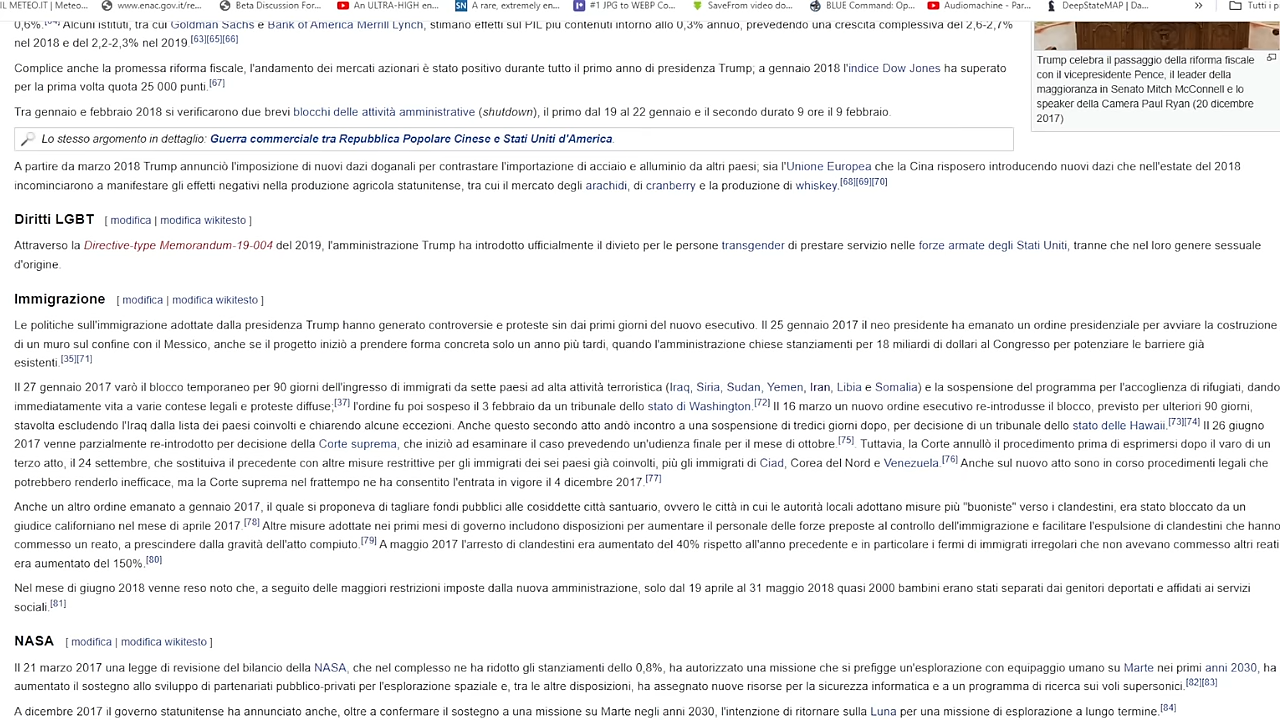 IL METEO.IT | Meteo...
www.enac.gov.it/re...
Beta Discussion For...
An ULTRA-HIGH en...
A rare, extremely en...
#1 JPG to WEBP Co...
SaveFrom video do...
BLUE Command: Op...
Audiomachine - Par...
DeepStateMAP | Da...
»
Tutti i p
0,6%.[64] Alcuni istituti, tra cui Goldman Sachs e Bank of America Merrill Lynch, stimano effetti sul PIL più contenuti intorno allo 0,3% annuo, prevedendo una crescita complessiva del 2,6-2,7%
nel 2018 e del 2,2-2,3% nel 2019.[63][65][66]
Complice anche la promessa riforma fiscale, l'andamento dei mercati azionari è stato positivo durante tutto il primo anno di presidenza Trump; a gennaio 2018 l'indice Dow Jones ha superato
per la prima volta quota 25 000 punti.[67]
Tra gennaio e febbraio 2018 si verificarono due brevi blocchi delle attività amministrative (shutdown), il primo dal 19 al 22 gennaio e il secondo durato 9 ore il 9 febbraio.
Trump celebra il passaggio della riforma fiscale
con il vicepresidente Pence, il leader della
maggioranza in Senato Mitch McConnell e lo
speaker della Camera Paul Ryan (20 dicembre
2017)
Lo stesso argomento in dettaglio: Guerra commerciale tra Repubblica Popolare Cinese e Stati Uniti d'America.
A partire da marzo 2018 Trump annunciò l'imposizione di nuovi dazi doganali per contrastare l'importazione di acciaio e alluminio da altri paesi; sia l'Unione Europea che la Cina risposero introducendo nuovi dazi che nell'estate del 2018
incominciarono a manifestare gli effetti negativi nella produzione agricola statunitense, tra cui il mercato degli arachidi, di cranberry e la produzione di whiskey.[68][69][70]
Diritti LGBT [ modifica | modifica wikitesto ]
Attraverso la Directive-type Memorandum-19-004 del 2019, l'amministrazione Trump ha introdotto ufficialmente il divieto per le persone transgender di prestare servizio nelle forze armate degli Stati Uniti, tranne che nel loro genere sessuale
d'origine.
Immigrazione [ modifica | modifica wikitesto ]
Le politiche sull'immigrazione adottate dalla presidenza Trump hanno generato controversie e proteste sin dai primi giorni del nuovo esecutivo. Il 25 gennaio 2017 il neo presidente ha emanato un ordine presidenziale per avviare la costruzione
di un muro sul confine con il Messico, anche se il progetto iniziò a prendere forma concreta solo un anno più tardi, quando l'amministrazione chiese stanziamenti per 18 miliardi di dollari al Congresso per potenziare le barriere già
esistenti.[35][71]
Il 27 gennaio 2017 varò il blocco temporaneo per 90 giorni dell'ingresso di immigrati da sette paesi ad alta attività terroristica (Iraq, Siria, Sudan, Yemen, Iran, Libia e Somalia) e la sospensione del programma per l'accoglienza di rifugiati, dando
immediatamente vita a varie contese legali e proteste diffuse;[37] l'ordine fu poi sospeso il 3 febbraio da un tribunale dello stato di Washington.[72] Il 16 marzo un nuovo ordine esecutivo re-introdusse il blocco, previsto per ulteriori 90 giorni,
stavolta escludendo l'Iraq dalla lista dei paesi coinvolti e chiarendo alcune eccezioni. Anche questo secondo atto andò incontro a una sospensione di tredici giorni dopo, per decisione di un tribunale dello stato delle Hawaii.[73][74] Il 26 giugno
2017 venne parzialmente re-introdotto per decisione della Corte suprema, che iniziò ad esaminare il caso prevedendo un'udienza finale per il mese di ottobre.[75]. Tuttavia, la Corte annullò il procedimento prima di esprimersi dopo il varo di un
terzo atto, il 24 settembre, che sostituiva il precedente con altre misure restrittive per gli immigrati dei sei paesi già coinvolti, più gli immigrati di Ciad, Corea del Nord e Venezuela.[76] Anche sul nuovo atto sono in corso procedimenti legali che
potrebbero renderlo inefficace, ma la Corte suprema nel frattempo ne ha consentito l'entrata in vigore il 4 dicembre 2017.[77]
Anche un altro ordine emanato a gennaio 2017, il quale si proponeva di tagliare fondi pubblici alle cosiddette città santuario, ovvero le città in cui le autorità locali adottano misure più "buoniste" verso i clandestini, era stato bloccato da un
giudice californiano nel mese di aprile 2017.[78] Altre misure adottate nei primi mesi di governo includono disposizioni per aumentare il personale delle forze preposte al controllo dell'immigrazione e facilitare l'espulsione di clandestini che hanno
commesso un reato, a prescindere dalla gravità dell'atto compiuto.[79] A maggio 2017 l'arresto di clandestini era aumentato del 40% rispetto all'anno precedente e in particolare i fermi di immigrati irregolari che non avevano commesso altri reati
era aumentato del 150%.[80]
Nel mese di giugno 2018 venne reso noto che, a seguito delle maggiori restrizioni imposte dalla nuova amministrazione, solo dal 19 aprile al 31 maggio 2018 quasi 2000 bambini erano stati separati dai genitori deportati e affidati ai servizi
sociali.[81]
NASA [ modifica | modifica wikitesto ]
Il 21 marzo 2017 una legge di revisione del bilancio della NASA, che nel complesso ne ha ridotto gli stanziamenti dello 0,8%, ha autorizzato una missione che si prefigge un'esplorazione con equipaggio umano su Marte nei primi anni 2030, ha
aumentato il sostegno allo sviluppo di partenariati pubblico-privati per l'esplorazione spaziale e, tra le altre disposizioni, ha assegnato nuove risorse per la sicurezza informatica e a un programma di ricerca sui voli supersonici.[82][83]
A dicembre 2017 il governo statunitense ha annunciato anche, oltre a confermare il sostegno a una missione su Marte negli anni 2030, l'intenzione di ritornare sulla Luna per una missione di esplorazione a lungo termine.[84]